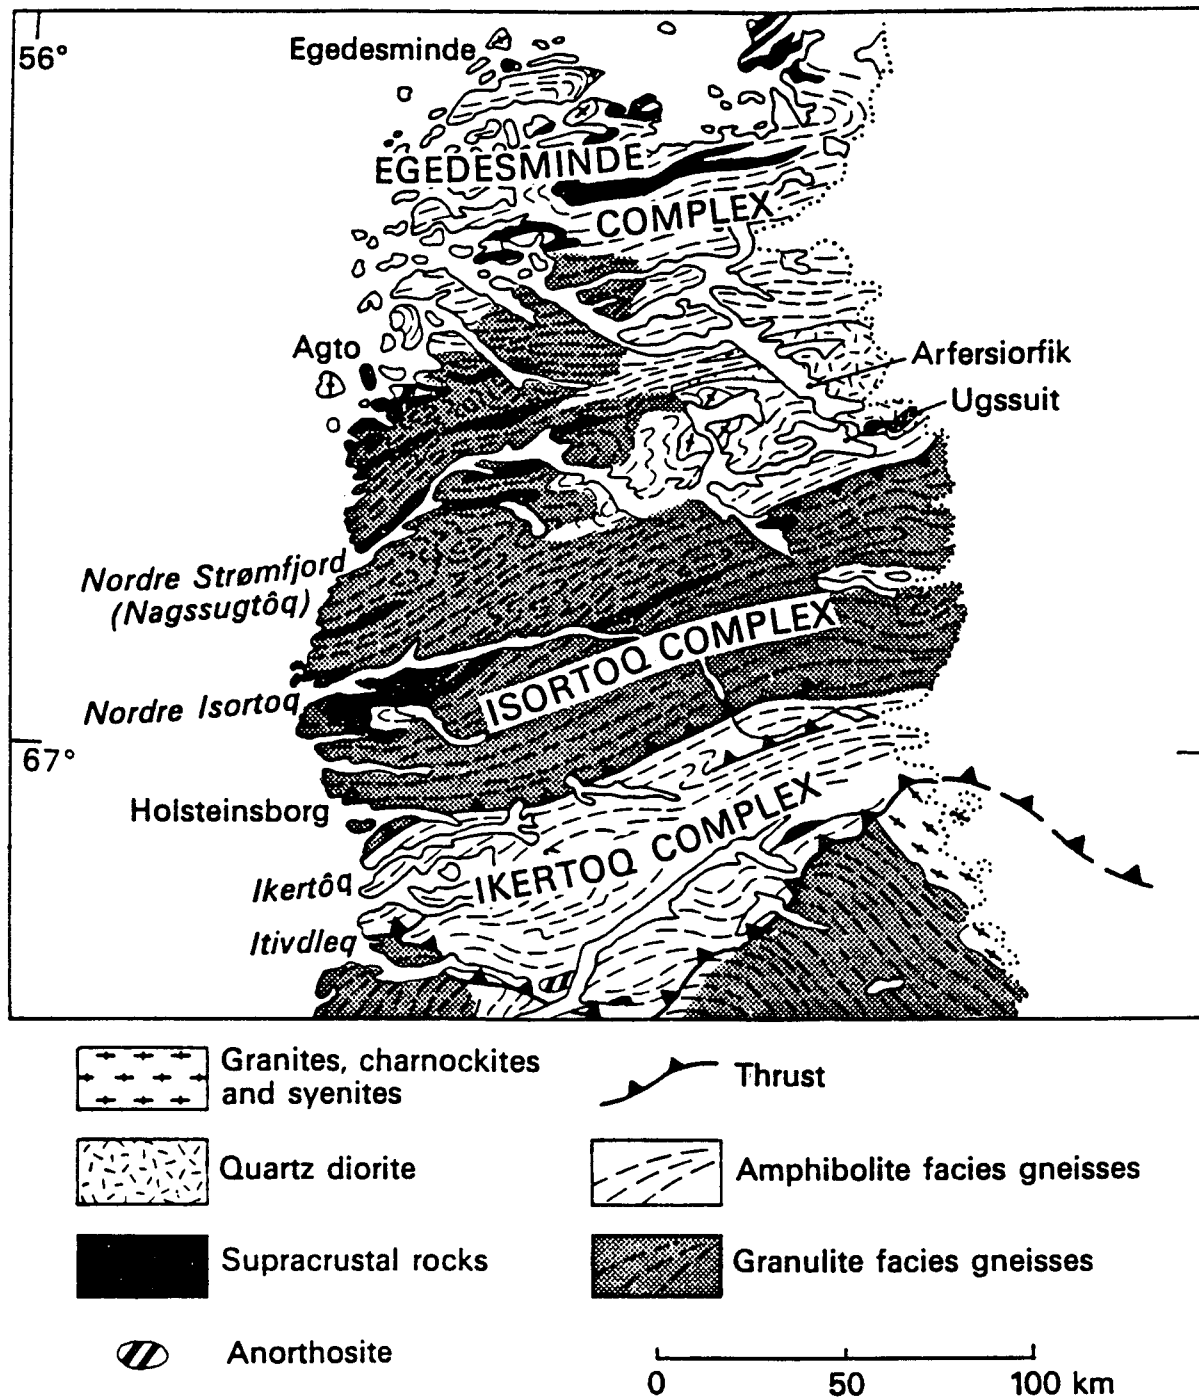 56°
Egedesminde
EGEDESMINDE
COMPLEX
Agto
Arfersiorfik
Ugssuit
Nordre Strømfjord
(Nagssugtôq)
ISORTOQ COMPLEX
Nordre Isortoq
67°
Holsteinsborg
IKERTOQ COMPLEX
Ikertôq
Itivdleq
Granites, charnockites
and syenites
Thrust
Quartz diorite
Amphibolite facies gneisses
Supracrustal rocks
Granulite facies gneisses
Anorthosite
0 50 100 km